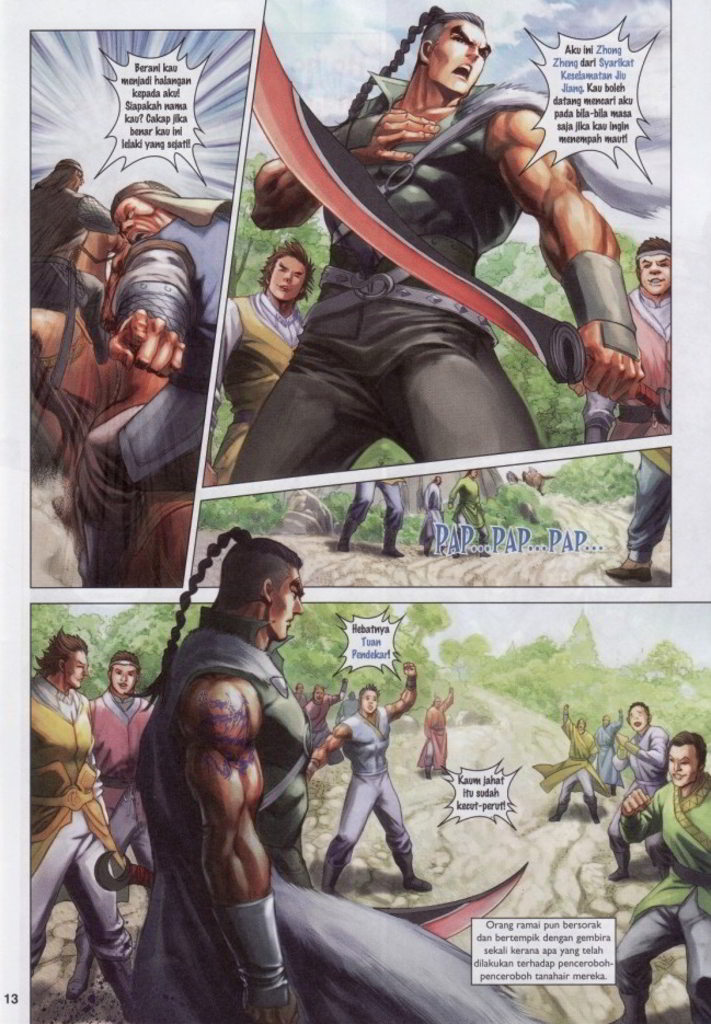 Berani kau
menjadi halangan
kepada aku!
Siapakah nama
kau? Cakap jika
benar kau ini
lelaki yang sejati!
Aku ini Zhong
Zheng dari Syarikat
Keselamatan Jiu
Jiang. Kau boleh
datang mencari aku
pada bila-bila masa
saja jika kau ingin
menempah maut!
PAP...PAP...PAP...
Hebatnya
Tuan
Pendekar!
Kaum jahat
itu sudah
kecut-perut!
Orang ramai pun bersorak
dan bertempik dengan gembira
sekali kerana apa yang telah
dilakukan terhadap penceroboh-
penceroboh tanahair mereka.
13